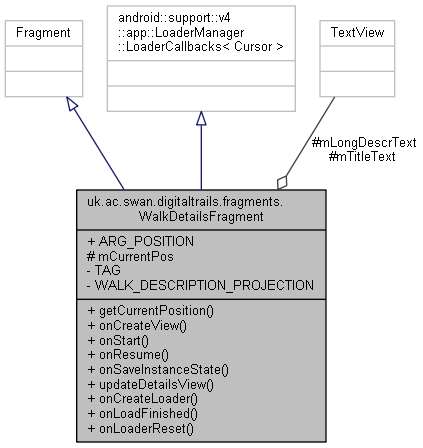 Fragment
android::support::v4
::app::LoaderManager
::LoaderCallbacks< Cursor >
TextView
#mLongDescrText
#mTitleText
uk.ac.swan.digitaltrails.fragments.
WalkDetailsFragment
+ ARG_POSITION
# mCurrentPos
- TAG
- WALK_DESCRIPTION_PROJECTION
+ getCurrentPosition()
+ onCreateView()
+ onStart()
+ onResume()
+ onSaveInstanceState()
+ updateDetailsView()
+ onCreateLoader()
+ onLoadFinished()
+ onLoaderReset()